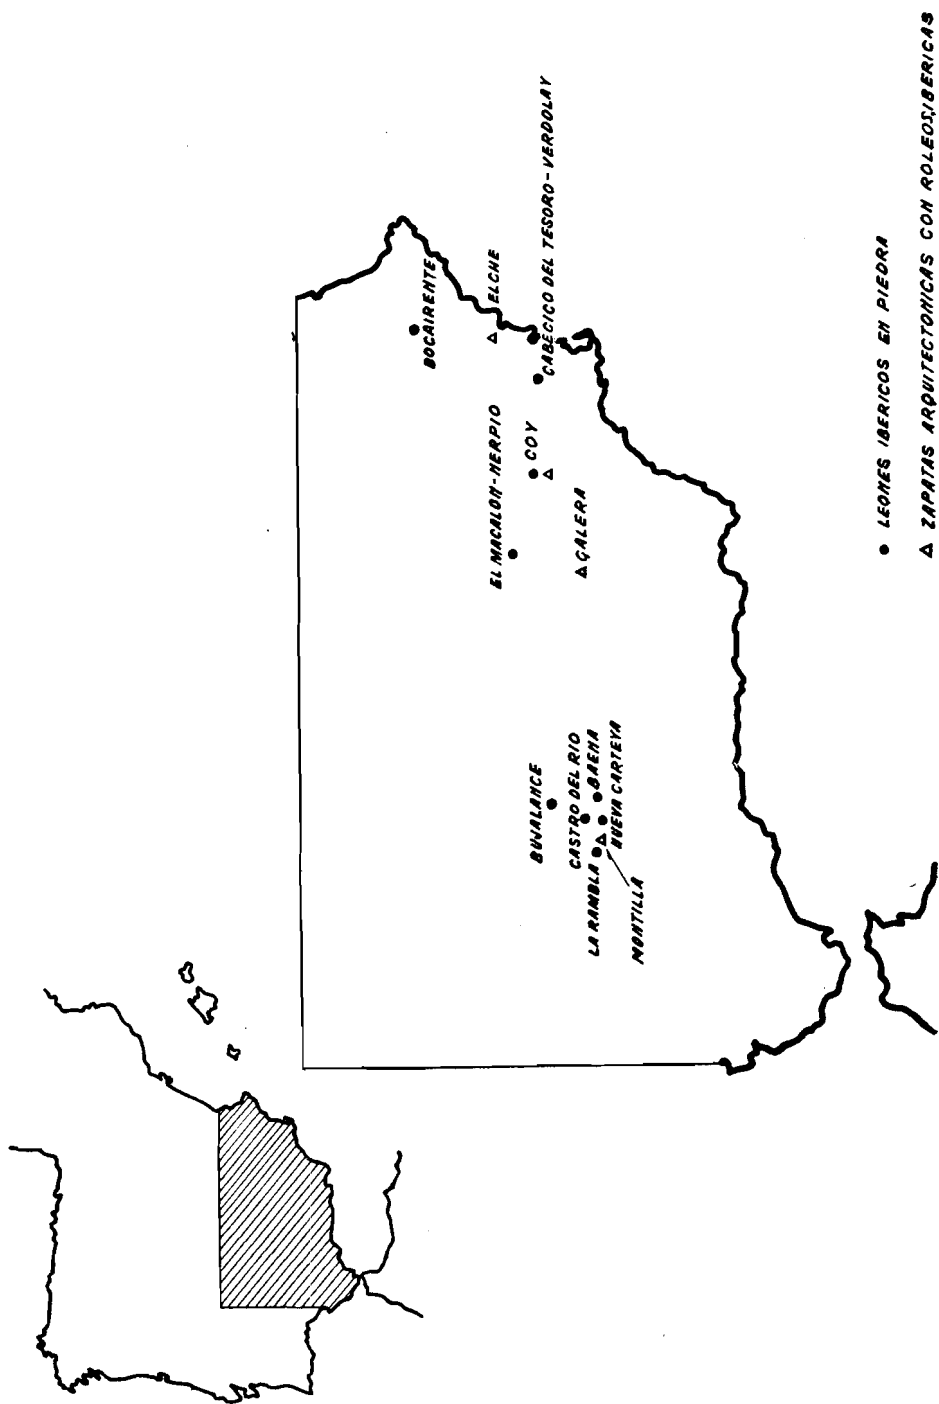 BOCAIRENTE
ELCHE
CABECICO DEL TESORO-VERDOLAY
EL MACALON-NERPIO
COY
GALERA
BUJALANCE
CASTRO DEL RIO
BAENA
LA RAMBLA
NUEVA CARTEYA
MONTILLA
● LEONES IBERICOS EN PIEDRA
△ ZAPATAS ARQUITECTONICAS CON ROLEOS, IBERICAS